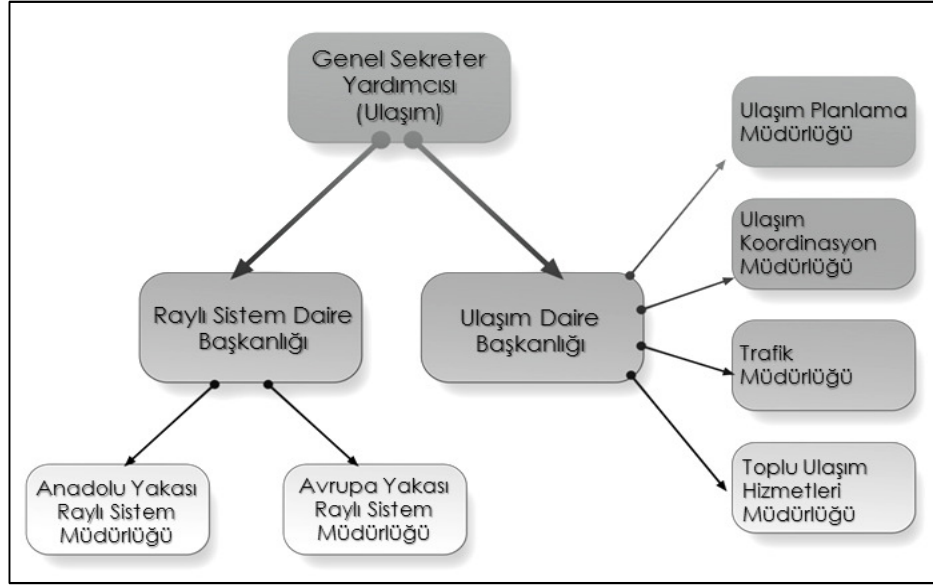 Genel Sekreter
Yardımcısı
(Ulaşım)
Raylı Sistem Daire
Başkanlığı
Ulaşım Daire
Başkanlığı
Anadolu Yakası
Raylı Sistem
Müdürlüğü
Avrupa Yakası
Raylı Sistem
Müdürlüğü
Ulaşım Planlama
Müdürlüğü
Ulaşım
Koordinasyon
Müdürlüğü
Trafik
Müdürlüğü
Toplu Ulaşım
Hizmetleri
Müdürlüğü